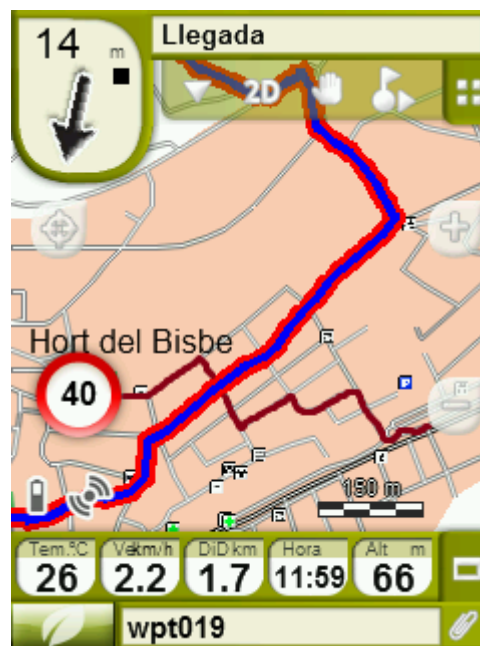 14 m
Llegada
2D
Hort del Bisbe
40
150 m
Tem.ºC
Vel km/h
DiD km
Hora
Alt m
26
2.2
1.7
11:59
66
wpt019